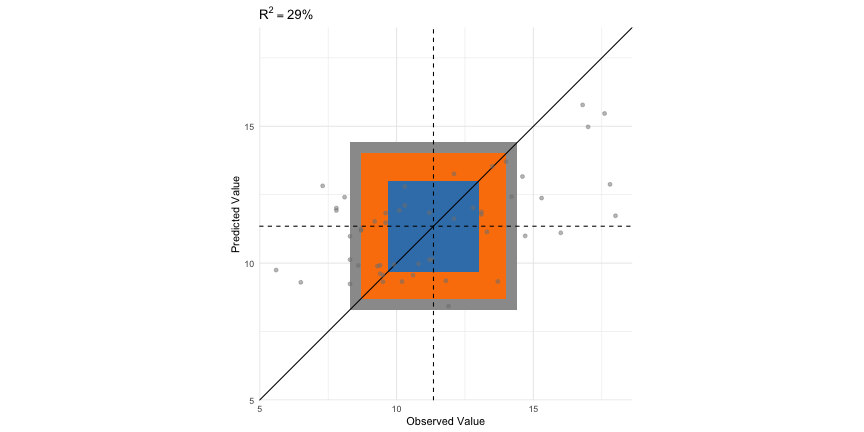 R² = 29%
Predicted Value
15
10
5
5 10 15
Observed Value